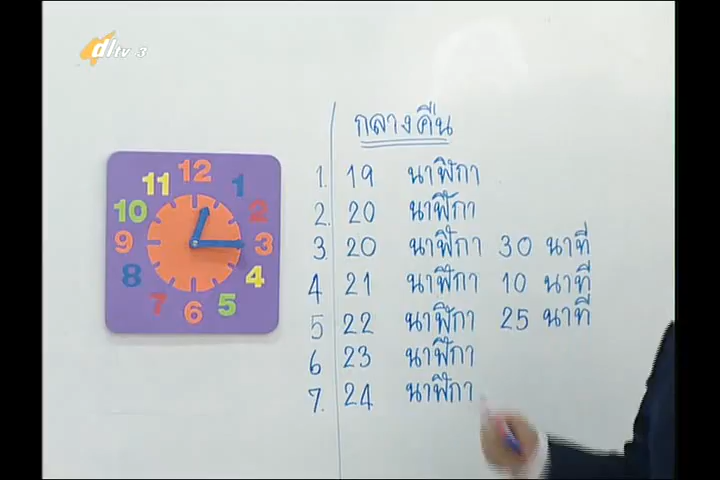 dltv 3
กลางคืน
1. 19 นาฬิกา
2. 20 นาฬิกา
3. 20 นาฬิกา 30 นาที
4 21 นาฬิกา 10 นาที
5 22 นาฬิกา 25 นาที
6 23 นาฬิกา
7. 24 นาฬิกา
12
11 1
10 2
9 3
8 4
7 5
6